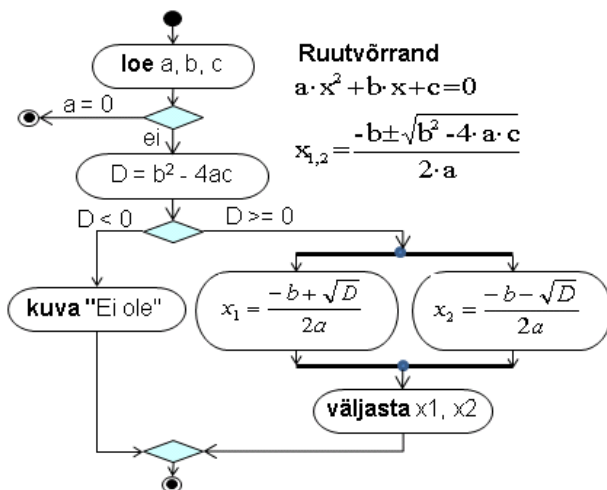 loe a, b, c
Ruutvõrrand
a·x²+b·x+c=0
a = 0
ei
x₁,₂=(-b±√(b²-4·a·c))/(2·a)
D = b² - 4ac
D < 0
D >= 0
kuva "Ei ole"
x₁ = (-b+√D)/(2a)
x₂ = (-b-√D)/(2a)
väljasta x1, x2